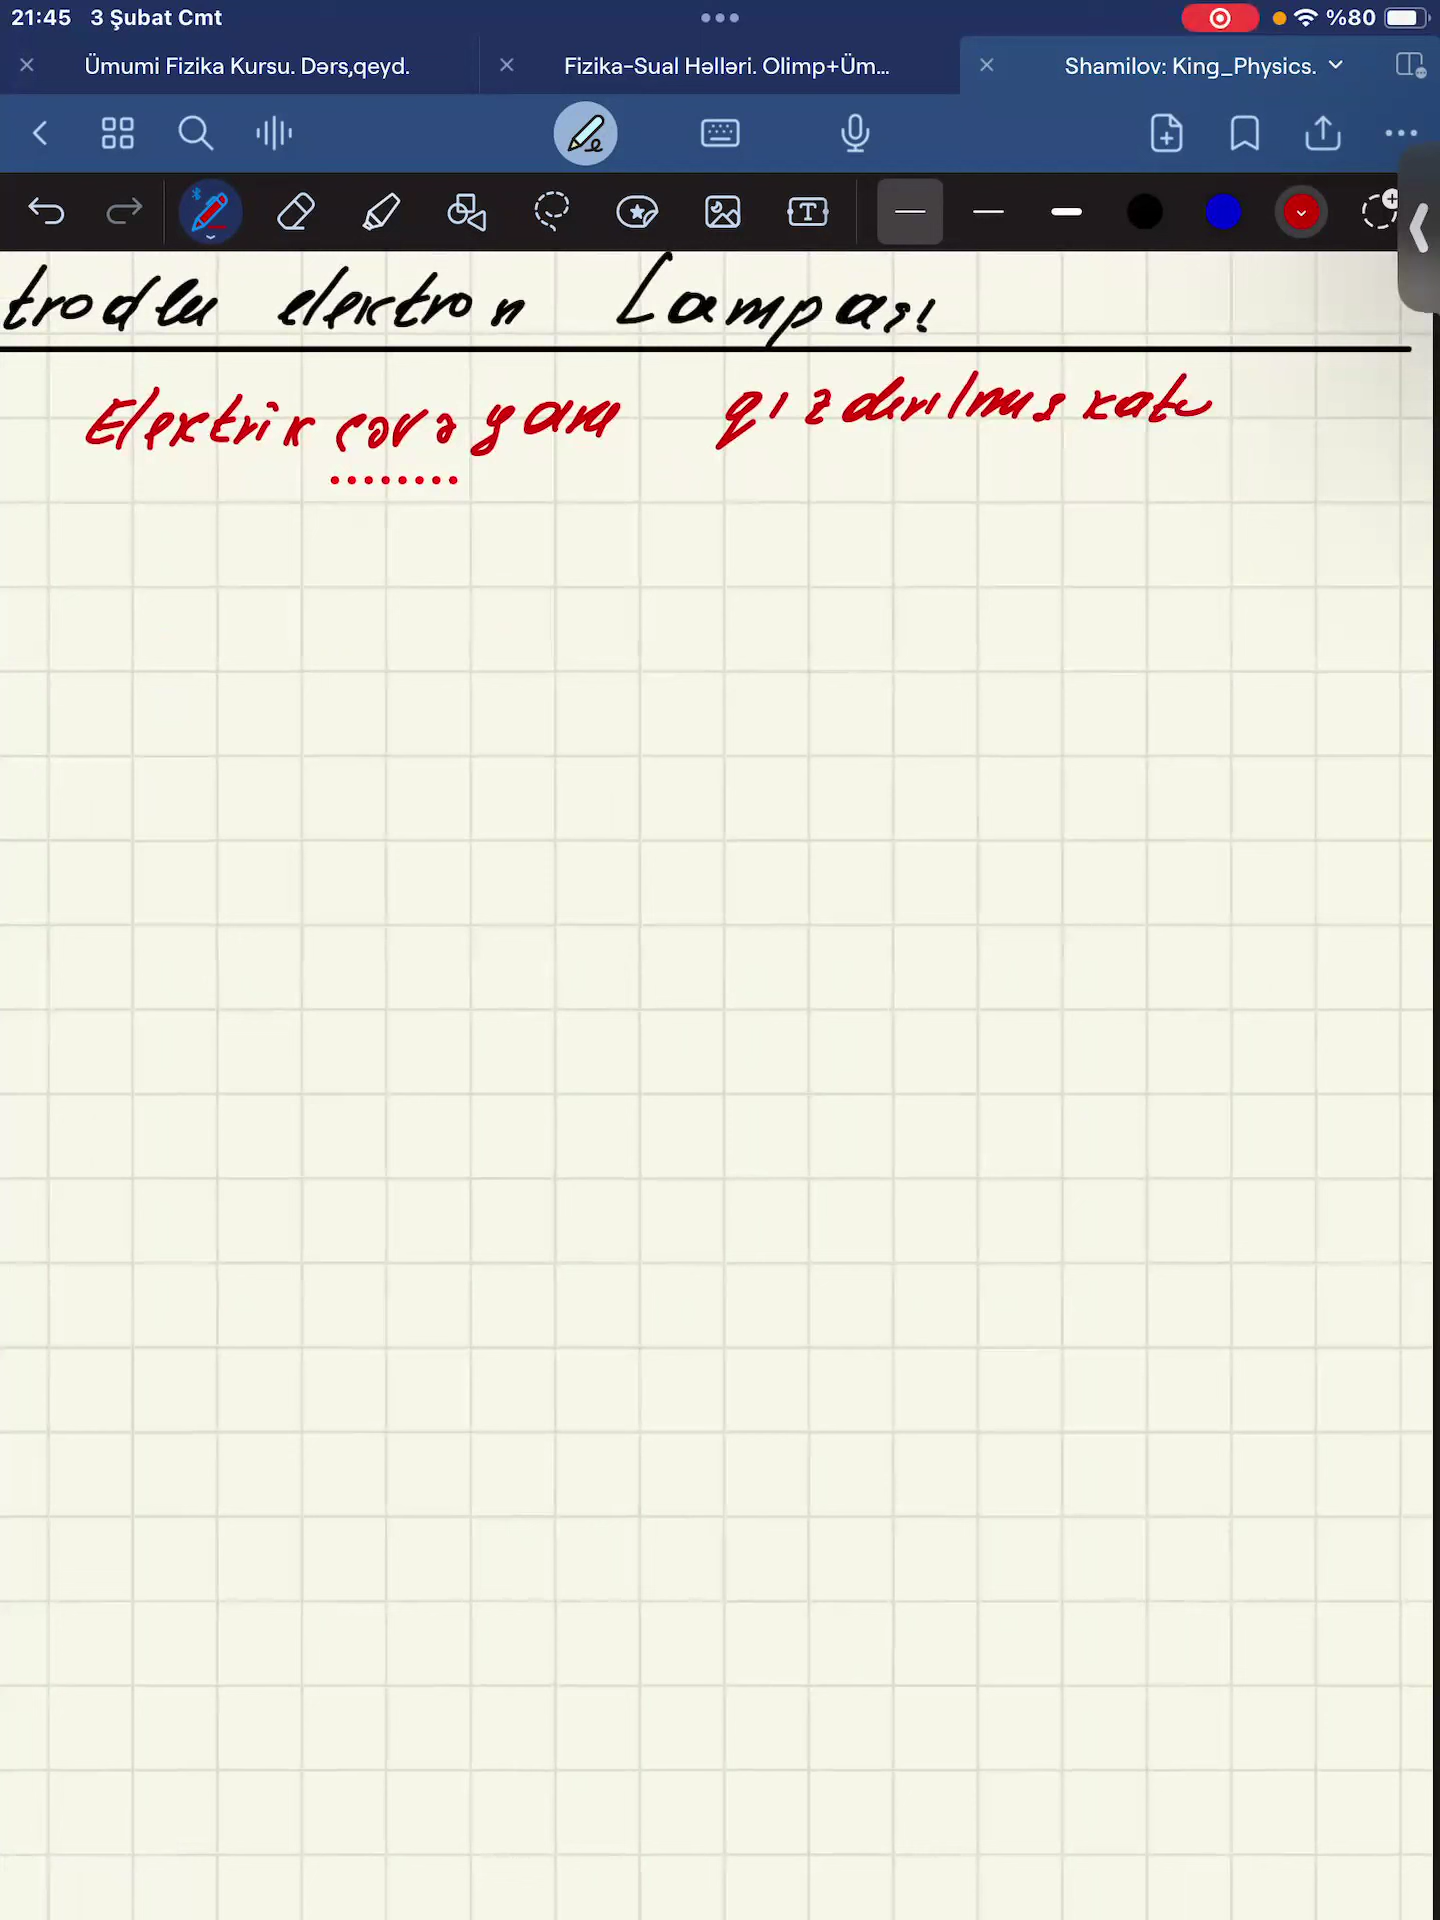 21:45 3 Şubat Cmt %80
Ümumi Fizika Kursu. Dərs,qeyd. Fizika-Sual Həlləri. Olimp+Üm... Shamilov: King_Physics.
trodlu elektron Lampası
Elektrik cərəyanı qızdırılmış katu